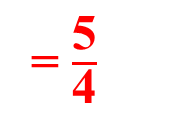 = 5/4